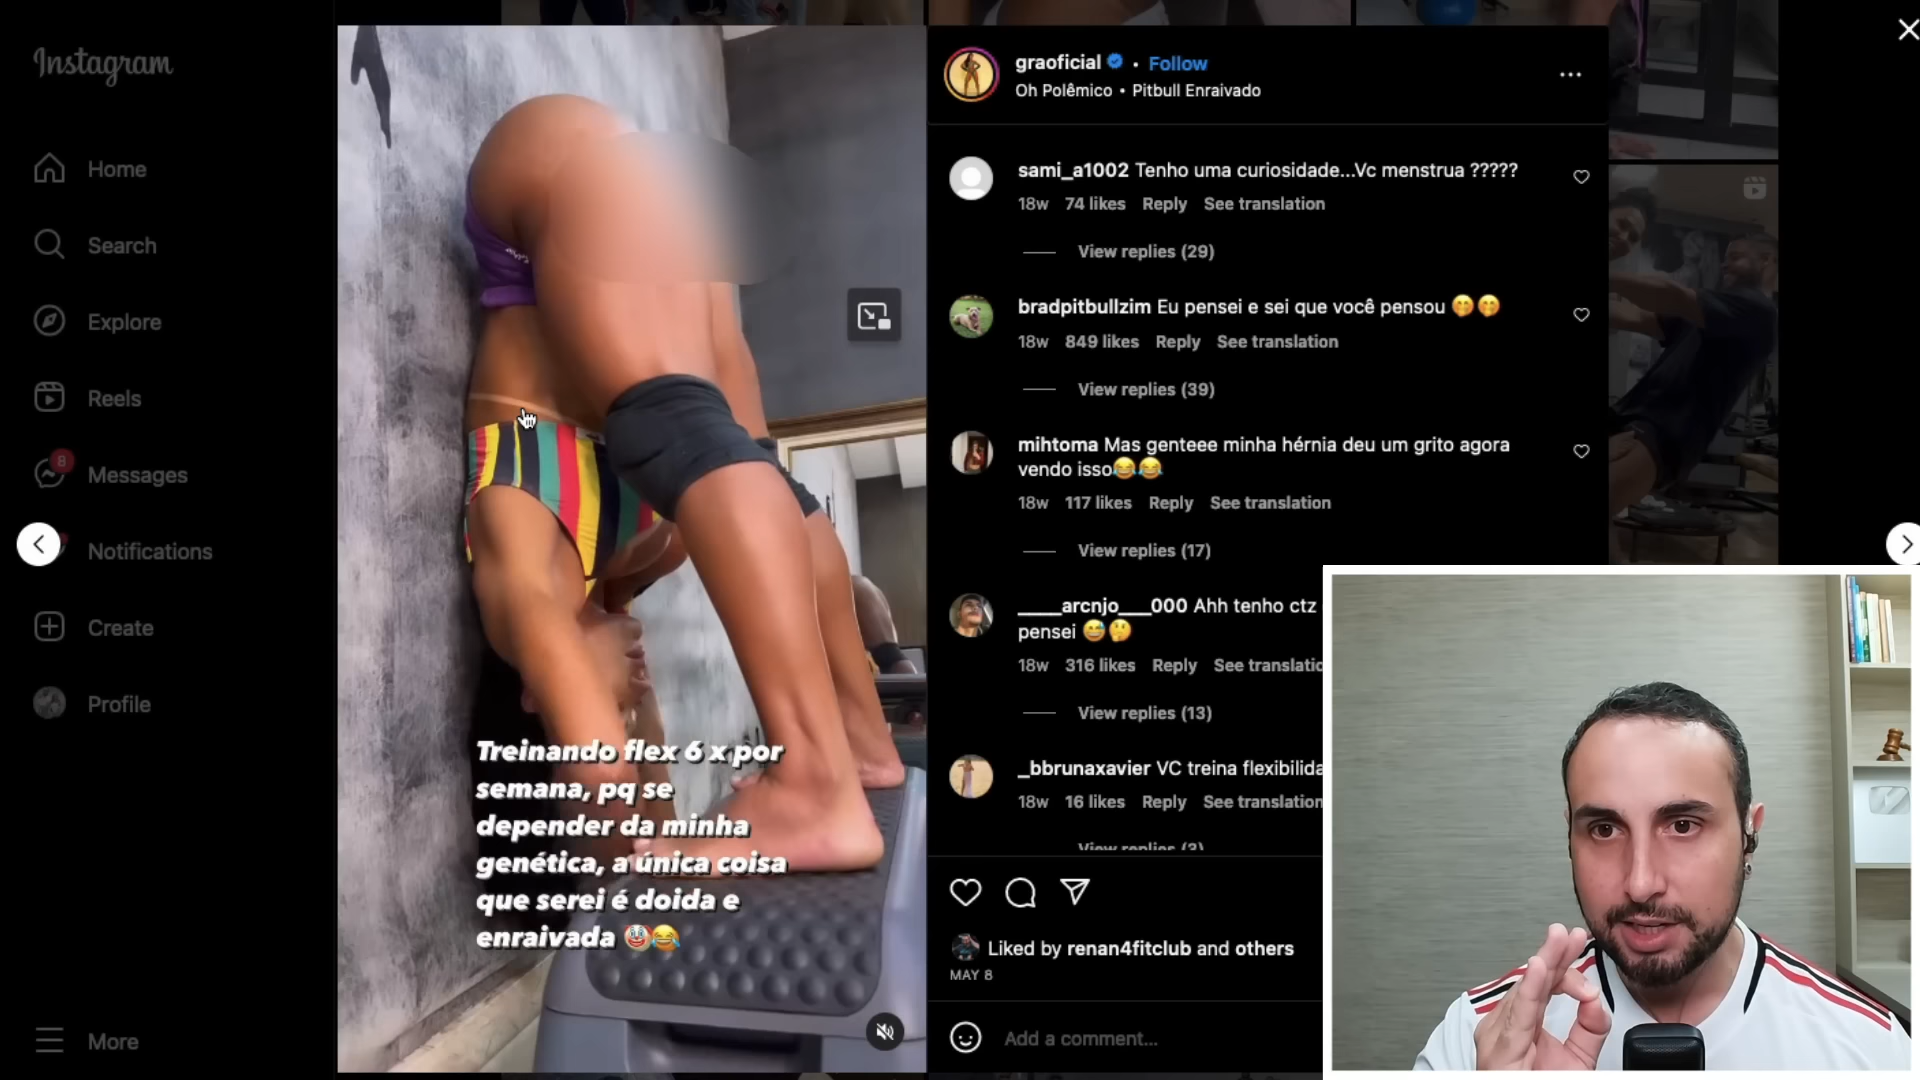 Instagram
Home
Search
Explore
Reels
8
Messages
Notifications
Create
Profile
More
Treinando flex 6 x por
semana, pq se
depender da minha
genética, a única coisa
que serei é doida e
enraivada 🤡😂
graoficial • Follow
Oh Polêmico • Pitbull Enraivado
sami_a1002 Tenho uma curiosidade...Vc menstrua ?????
18w 74 likes Reply See translation
View replies (29)
bradpitbullzim Eu pensei e sei que você pensou 🤭🤭
18w 849 likes Reply See translation
View replies (39)
mihtoma Mas genteee minha hérnia deu um grito agora
vendo isso😂😂
18w 117 likes Reply See translation
View replies (17)
____arcnjo___000 Ahh tenho ctz
pensei 😅🤔
18w 316 likes Reply See translatio
View replies (13)
_bbrunaxavier VC treina flexibilida
18w 16 likes Reply See translation
View replies (3)
Liked by renan4fitclub and others
MAY 8
Add a comment...